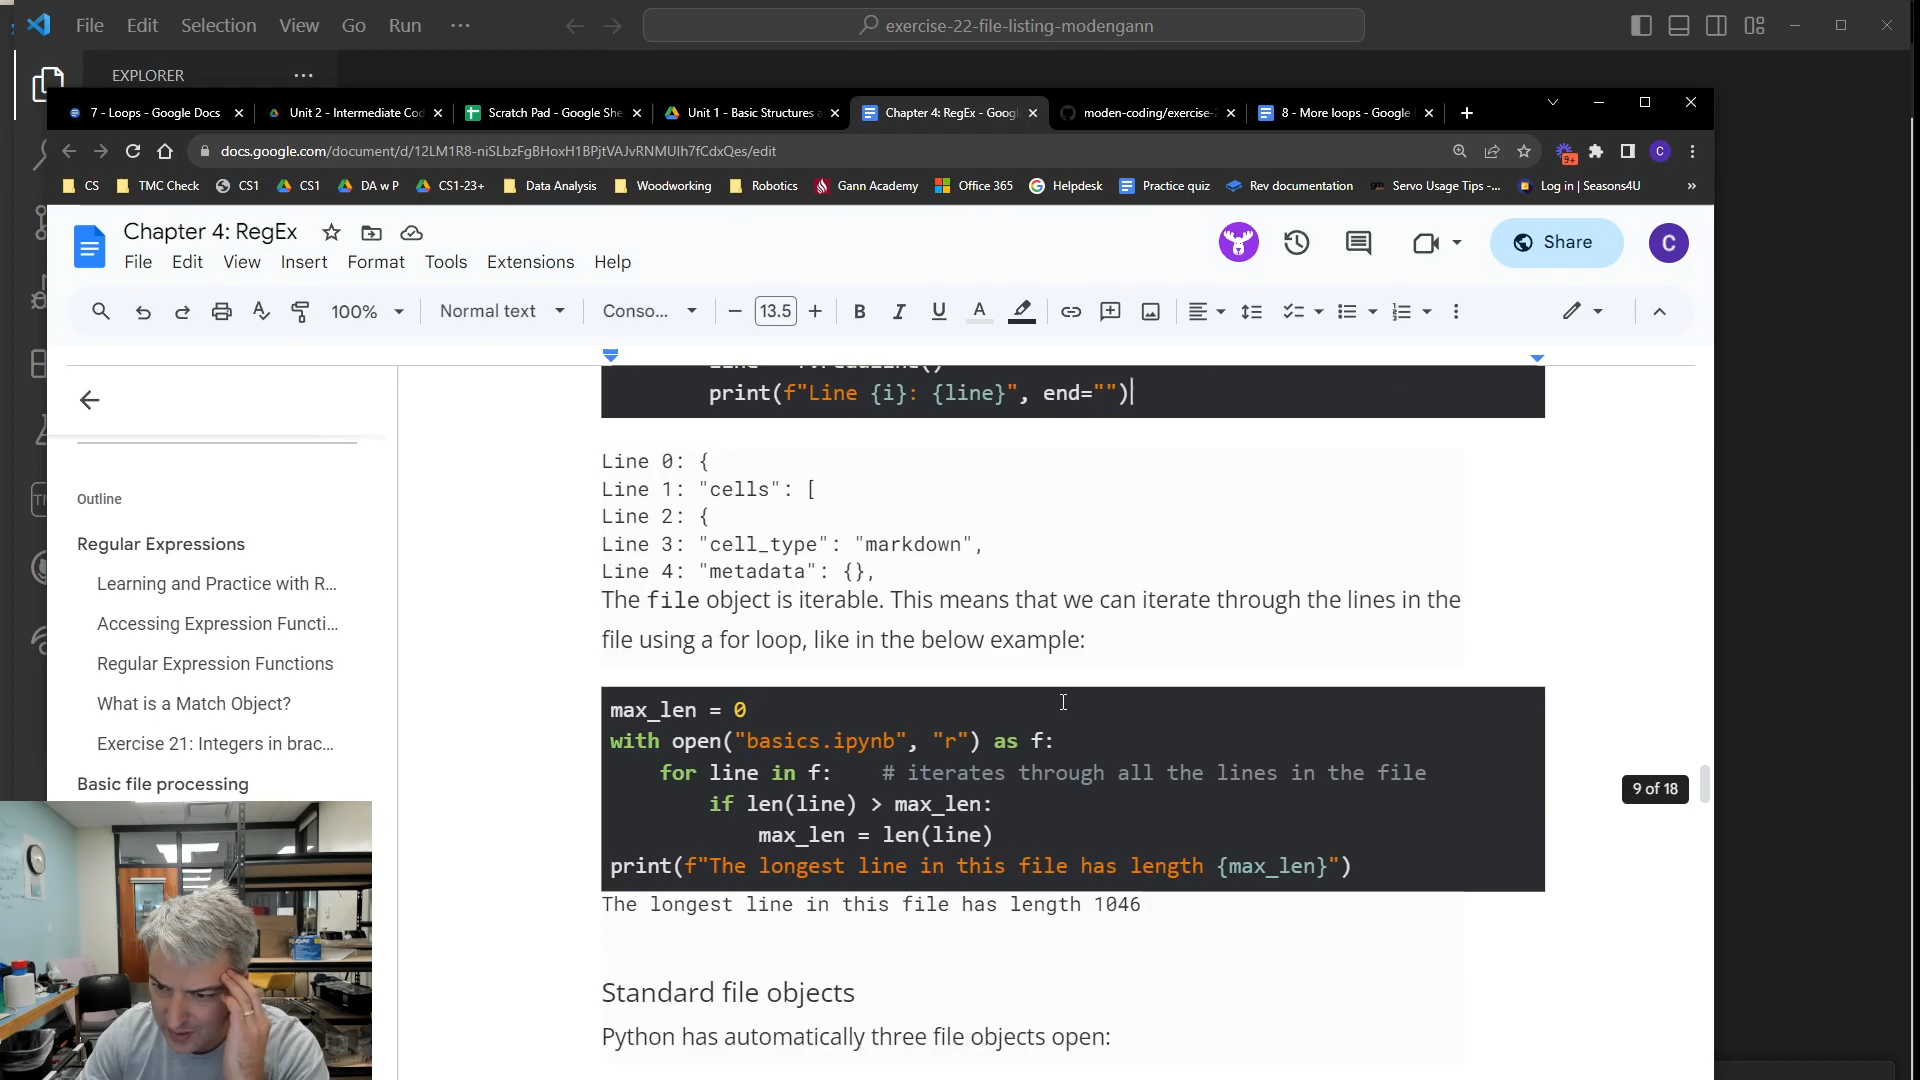 File Edit Selection View Go Run ...
exercise-22-file-listing-modengann
EXPLORER ...
7 - Loops - Google Docs
Unit 2 - Intermediate Cod
Scratch Pad - Google She
Unit 1 - Basic Structures a
Chapter 4: RegEx - Goog
moden-coding/exercise-2
8 - More loops - Google
docs.google.com/document/d/12LM1R8-niSLbzFgBHoxH1BPjtVAJvRNMUIh7fCdxQes/edit
9+
C
CS TMC Check CS1 CS1 DA w P CS1-23+ Data Analysis Woodworking Robotics Gann Academy Office 365 Helpdesk Practice quiz Rev documentation Servo Usage Tips -... Log in | Seasons4U »
Chapter 4: RegEx
Share
C
File Edit View Insert Format Tools Extensions Help
100% Normal text Conso... 13.5 B I U A
print(f"Line {i}: {line}", end="")
Line 0: {
Line 1: "cells": [
Line 2: {
Line 3: "cell_type": "markdown",
Line 4: "metadata": {},
The file object is iterable. This means that we can iterate through the lines in the
file using a for loop, like in the below example:
max_len = 0
with open("basics.ipynb", "r") as f:
for line in f: # iterates through all the lines in the file
if len(line) > max_len:
max_len = len(line)
print(f"The longest line in this file has length {max_len}")
The longest line in this file has length 1046
Standard file objects
Python has automatically three file objects open:
Outline
Regular Expressions
Learning and Practice with R...
Accessing Expression Functi...
Regular Expression Functions
What is a Match Object?
Exercise 21: Integers in brac...
Basic file processing
9 of 18